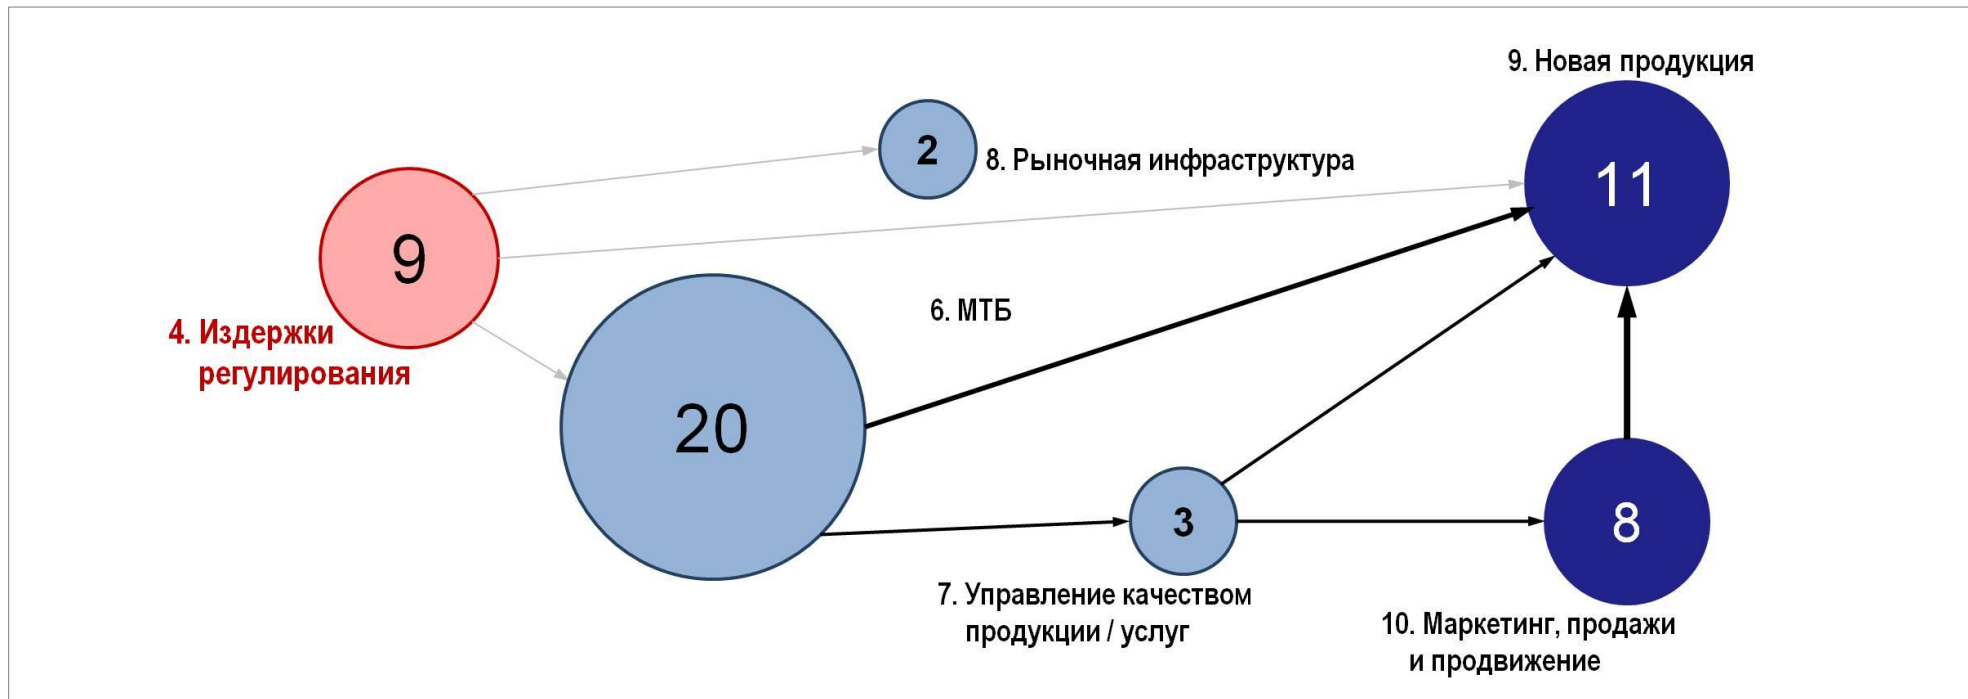 9. Новая продукция
2
8. Рыночная инфраструктура
11
9
4. Издержки
регулирования
6. МТБ
20
3
8
7. Управление качеством
продукции / услуг
10. Маркетинг, продажи
и продвижение